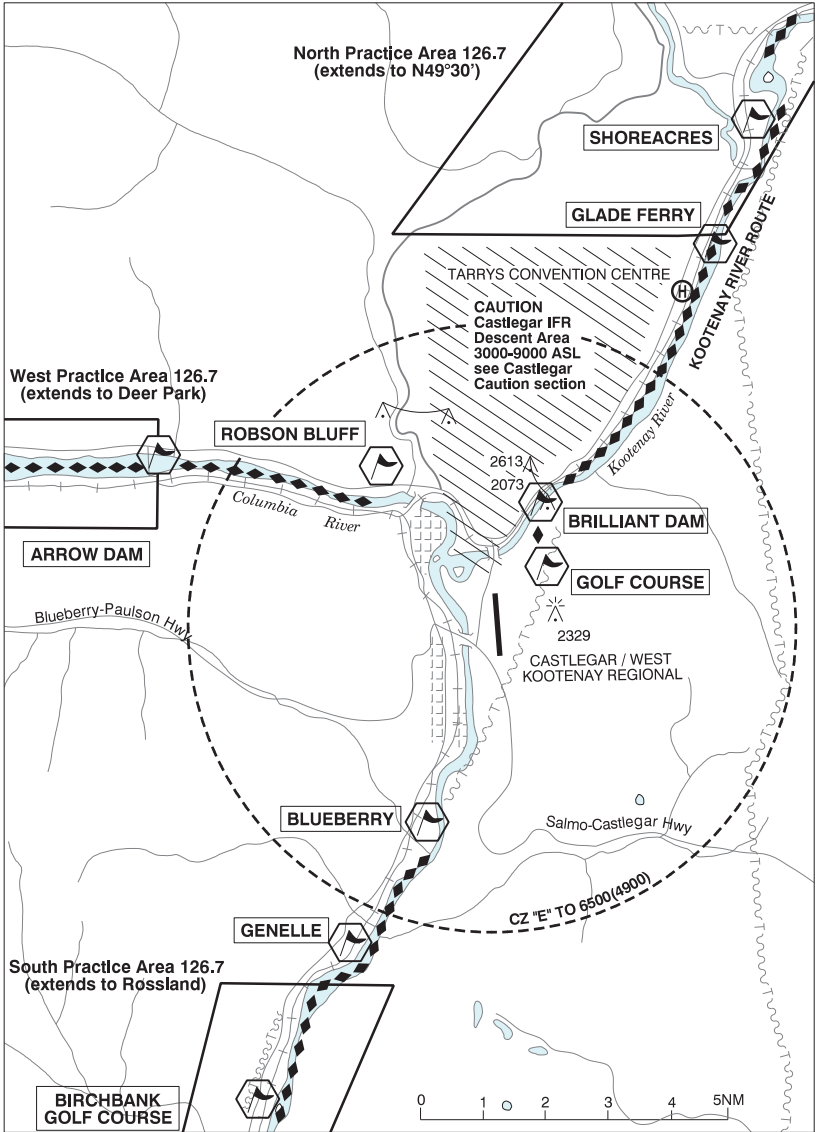 North Practice Area 126.7
(extends to N49°30')
SHOREACRES
GLADE FERRY
KOOTENAY RIVER ROUTE
TARRYS CONVENTION CENTRE
H
CAUTION
Castlegar IFR
Descent Area
3000-9000 ASL
see Castlegar
Caution section
West Practice Area 126.7
(extends to Deer Park)
ROBSON BLUFF
Kootenay River
2613
2073
Columbia River
BRILLIANT DAM
ARROW DAM
GOLF COURSE
Blueberry-Paulson Hwy
2329
CASTLEGAR / WEST
KOOTENAY REGIONAL
BLUEBERRY
Salmo-Castlegar Hwy
CZ "E" TO 6500(4900)
GENELLE
South Practice Area 126.7
(extends to Rossland)
BIRCHBANK
GOLF COURSE
0 1 2 3 4 5NM